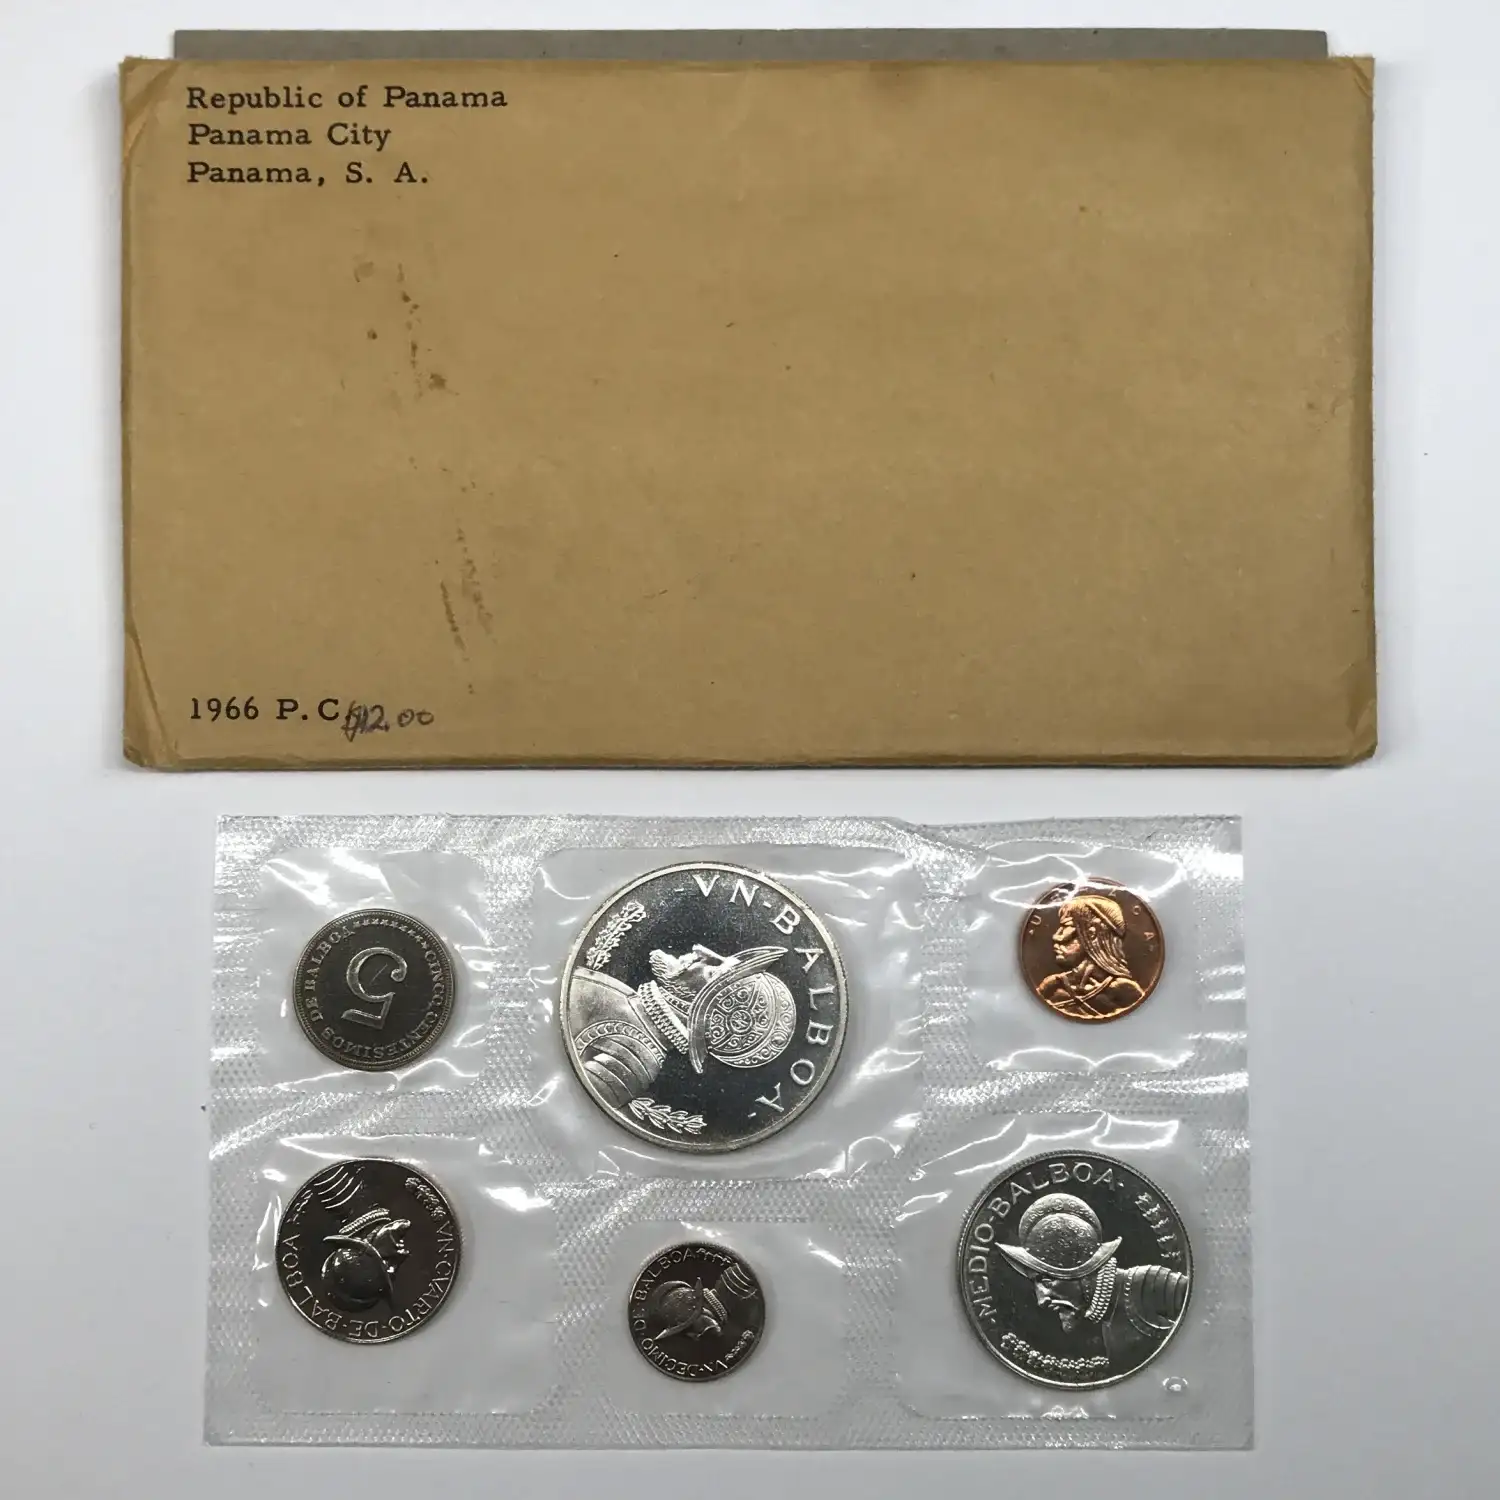 Republic of Panama
Panama City
Panama, S. A.
1966 P. C. $12.00
CINCO CENTESIMOS DE BALBOA
5
·VN·BALBOA·
·VN·CVARTO·DE·BALBOA
VN·DECIMO·DE·BALBOA
·MEDIO·BALBOA·